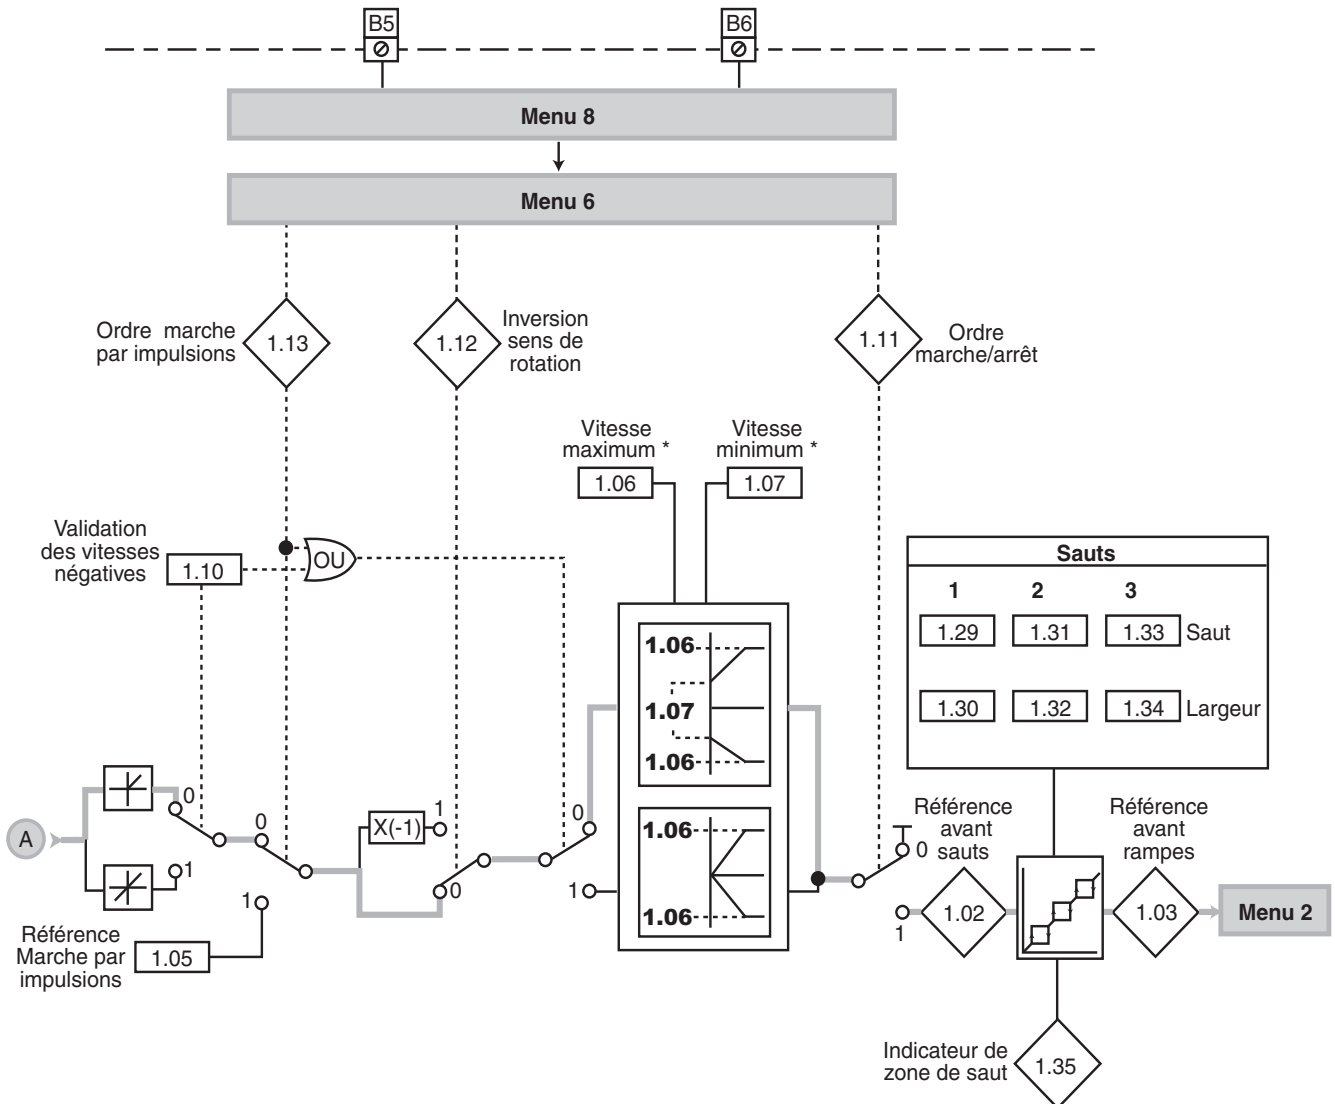 B5
B6
Menu 8
Menu 6
Ordre marche
par impulsions
1.13
1.12
Inversion
sens de
rotation
1.11
Ordre
marche/arrêt
Vitesse
maximum *
1.06
Vitesse
minimum *
1.07
Validation
des vitesses
négatives
1.10
OU
Sauts
1
2
3
1.29
1.31
1.33
Saut
1.30
1.32
1.34
Largeur
1.06
1.07
1.06
1.06
1.06
A
0
1
0
1
X(-1)
1
0
0
1
0
1
Référence
Marche par
impulsions
1.05
Référence
avant
sauts
1.02
Référence
avant
rampes
1.03
Menu 2
Indicateur de
zone de saut
1.35